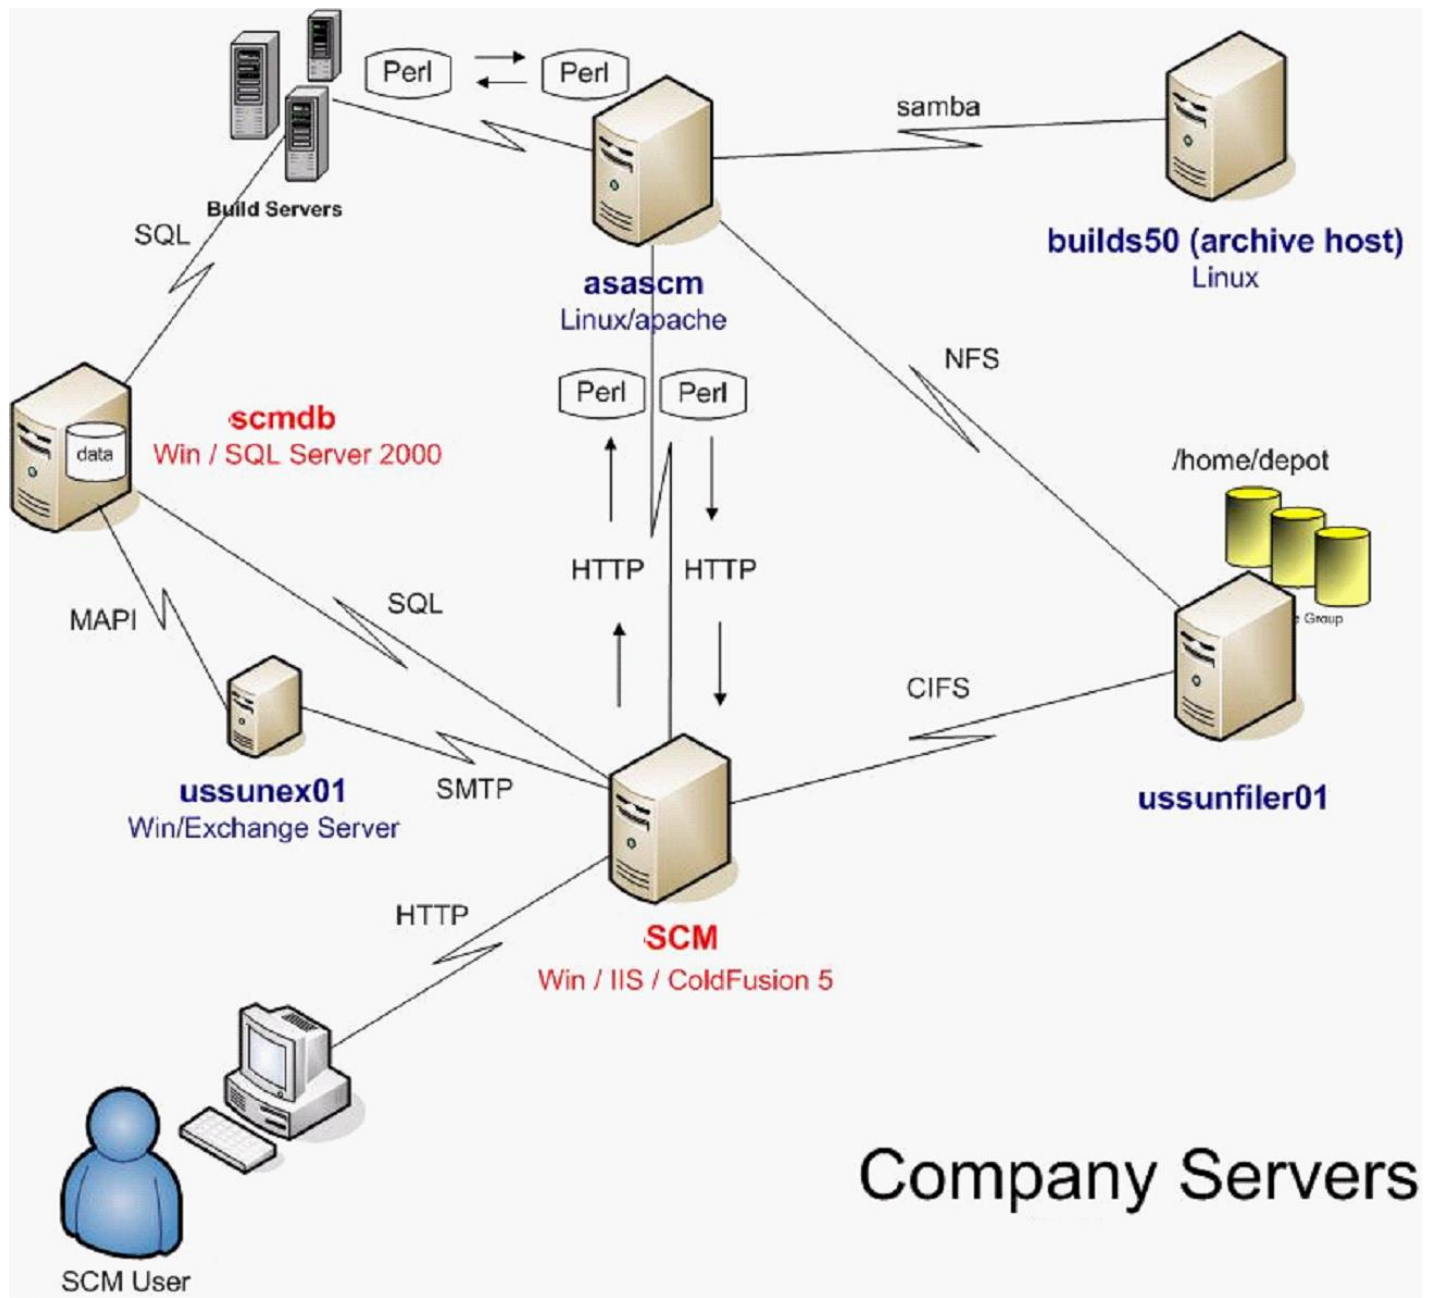 Perl
Perl
samba
Build Servers
SQL
builds50 (archive host)
Linux
asascm
Linux/apache
NFS
Perl
Perl
scmdb
Win / SQL Server 2000
data
/home/depot
HTTP
HTTP
SQL
MAPI
Group
CIFS
ussunex01
Win/Exchange Server
SMTP
ussunfiler01
HTTP
SCM
Win / IIS / ColdFusion 5
Company Servers
SCM User